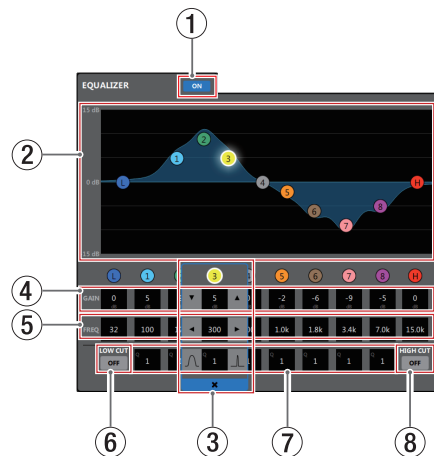 ①
EQUALIZER ON
②
15 dB
0 dB
15 dB
L 1 2 3 4 5 6 7 8 H
L 1 3 5 6 7 8 H
④ GAIN 0 5 ▼ 5 ▲ -2 -6 -9 -5 0
⑤ FREQ 32 100 ◄ 300 ► 1.0k 1.8k 3.4k 7.0k 15.0k
LOW CUT OFF Q 1 Q Q 1 Q 1 Q 1 Q 1 HIGH CUT OFF
✖
⑥ ③ ⑦ ⑧